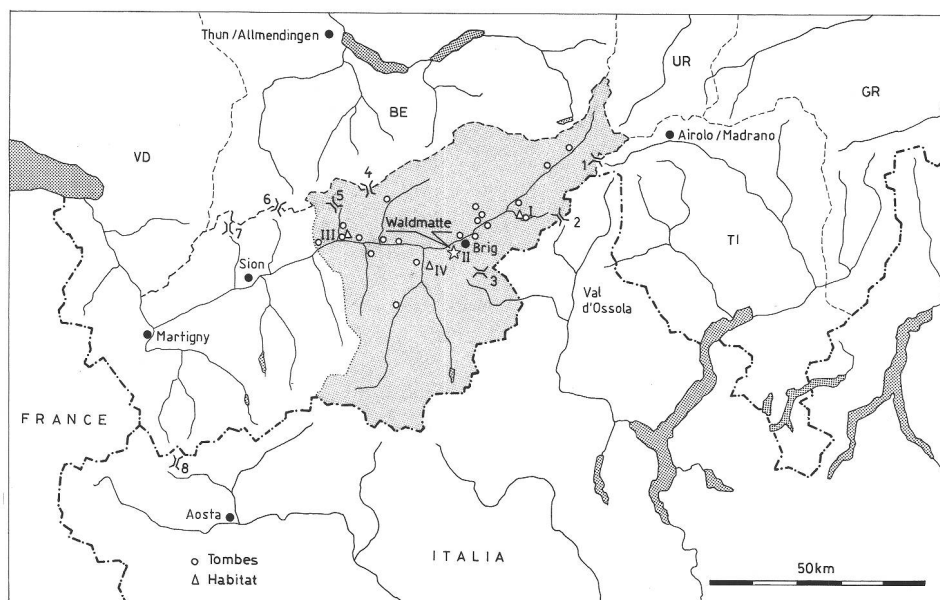 Thun/Allmendingen
UR
GR
BE
VD
Airolo/Madrano
1
4
5
6
I
2
7
Waldmatte
III
Brig
II
TI
Sion
IV
3
Val
d'Ossola
Martigny
FRANCE
8
Aosta
ITALIA
Tombes
Habitat
50km